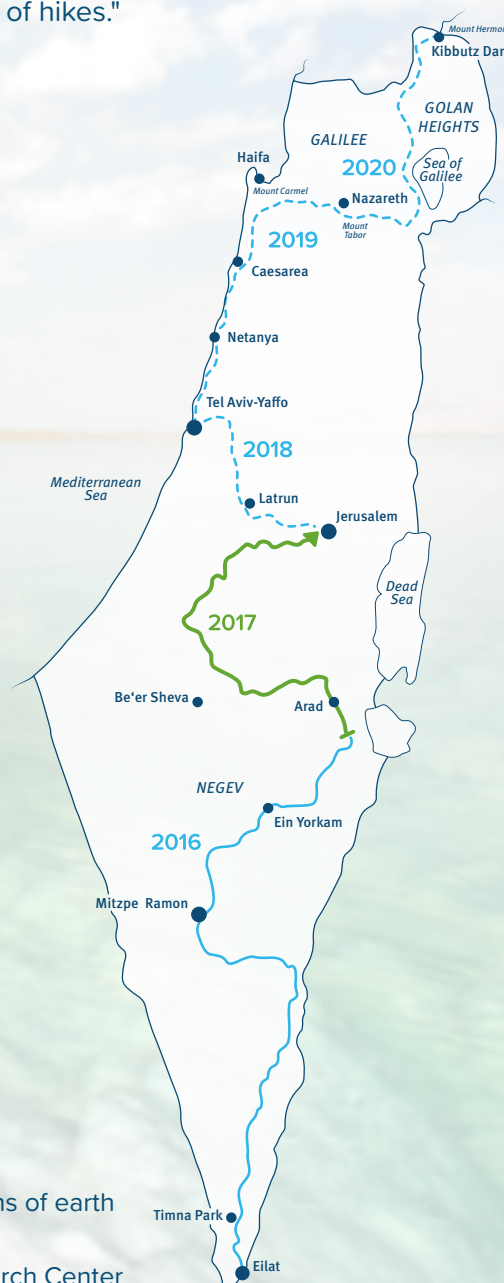 of hikes."
Mount Hermon
Kibbutz Dan
GOLAN
HEIGHTS
GALILEE
Haifa
2020
Sea of
Galilee
Mount Carmel
Nazareth
Mount
Tabor
2019
Caesarea
Netanya
Tel Aviv-Yaffo
2018
Mediterranean
Sea
Latrun
Jerusalem
Dead
Sea
2017
Be'er Sheva
Arad
NEGEV
Ein Yorkam
2016
Mitzpe Ramon
ns of earth
Timna Park
Eilat
rch Center